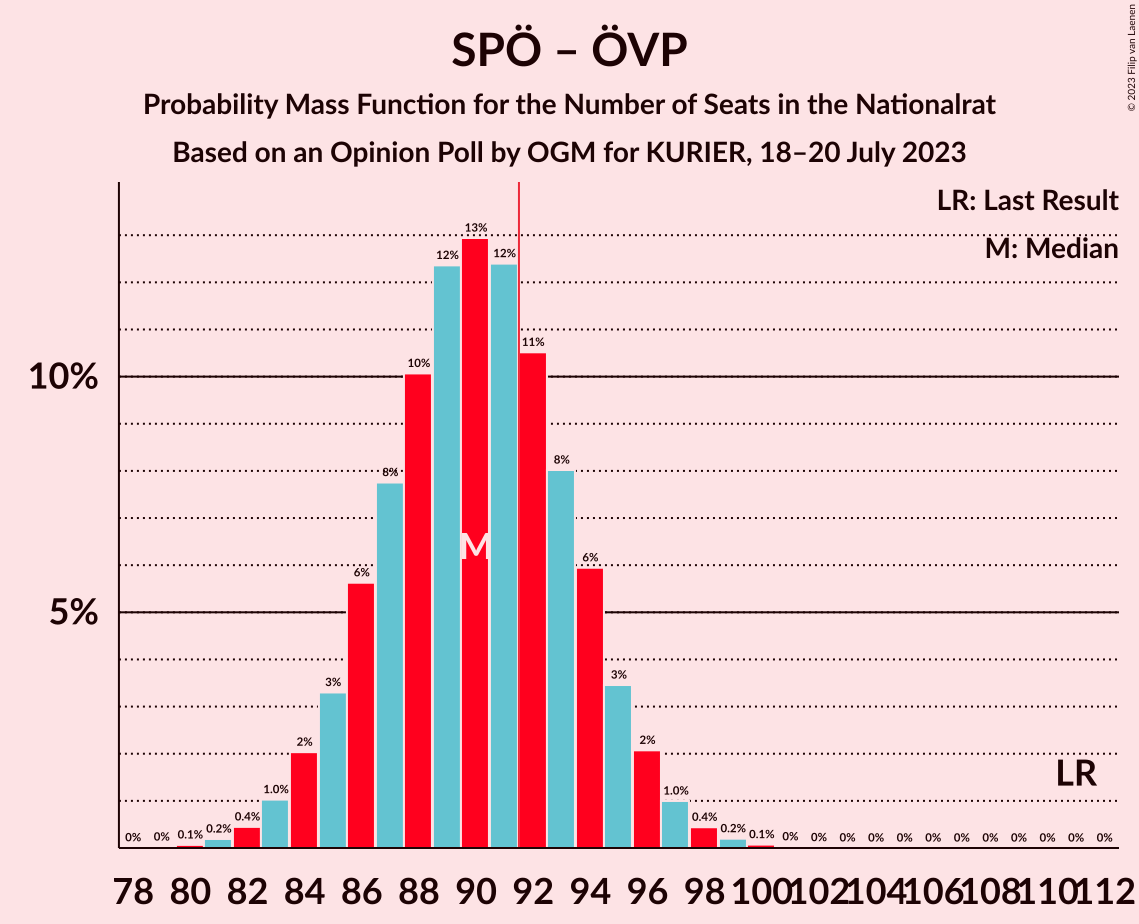 SPÖ – ÖVP
Probability Mass Function for the Number of Seats in the Nationalrat
Based on an Opinion Poll by OGM for KURIER, 18–20 July 2023
© 2023 Filip van Laenen
LR: Last Result
M: Median
10%
5%
0% 0% 0.1% 0.2% 0.4% 1.0% 2% 3% 6% 8% 10% 12% 13% 12% 11% 8% 6% 3% 2% 1.0% 0.4% 0.2% 0.1% 0% 0% 0% 0% 0% 0% 0% 0% 0% 0% 0% 0%
M
LR
78 80 82 84 86 88 90 92 94 96 98 100 102 104 106 108 110 112